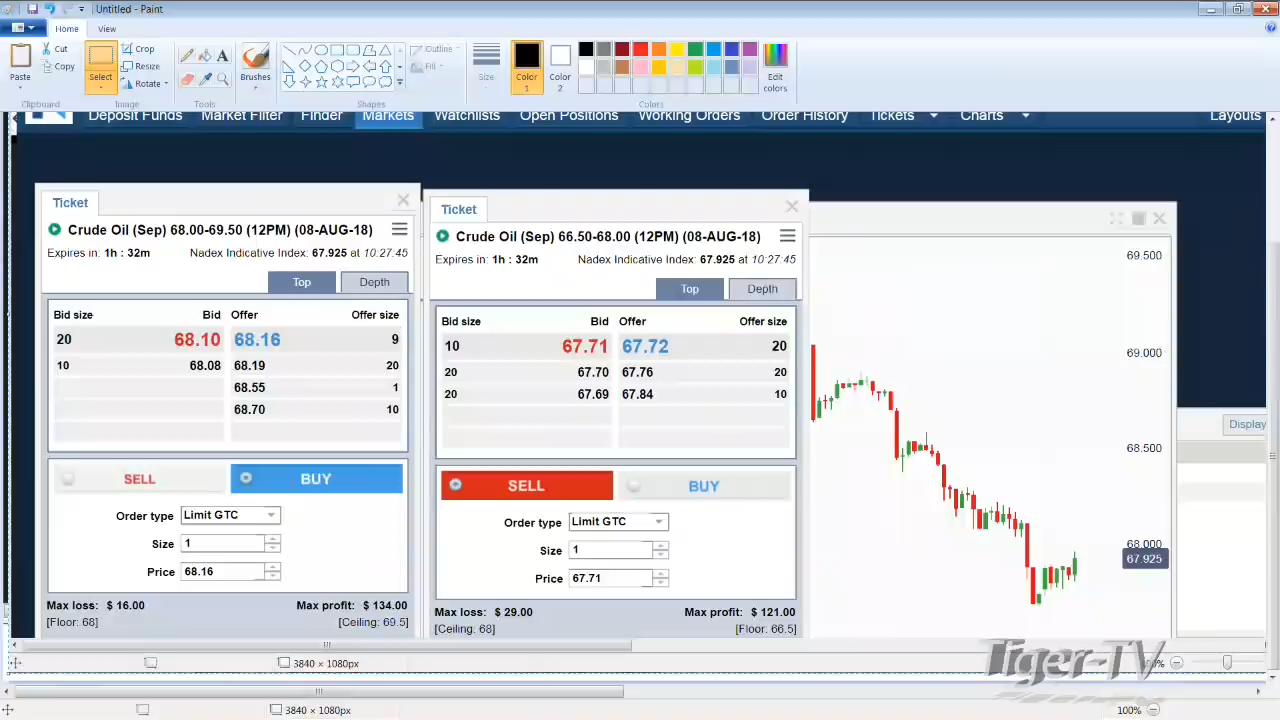 Untitled - Paint
Home View
Paste
Cut
Copy
Select
Crop
Resize
Rotate
Brushes
Outline
Fill
Size
Color 1
Color 2
Edit colors
Clipboard Image Tools Shapes Colors
Deposit Funds Market Filter Finder Markets Watchlists Open Positions Working Orders Order History Tickets Charts Layouts
Ticket
Crude Oil (Sep) 68.00-69.50 (12PM) (08-AUG-18)
Expires in: 1h : 32m Nadex Indicative Index: 67.925 at 10:27:45
Top Depth
Bid size Bid Offer Offer size
20 68.10 68.16 9
10 68.08 68.19 20
68.55 1
68.70 10
SELL BUY
Order type Limit GTC
Size 1
Price 68.16
Max loss: $ 16.00 Max profit: $ 134.00
[Floor: 68] [Ceiling: 69.5]
Ticket
Crude Oil (Sep) 66.50-68.00 (12PM) (08-AUG-18)
Expires in: 1h : 32m Nadex Indicative Index: 67.925 at 10:27:45
Top Depth
Bid size Bid Offer Offer size
10 67.71 67.72 20
20 67.70 67.76 20
20 67.69 67.84 10
SELL BUY
Order type Limit GTC
Size 1
Price 67.71
Max loss: $ 29.00 Max profit: $ 121.00
[Ceiling: 68] [Floor: 66.5]
69.500
69.000
68.500
68.000
67.925
Display
3840 × 1080px
Tiger-TV
3840 × 1080px
100%